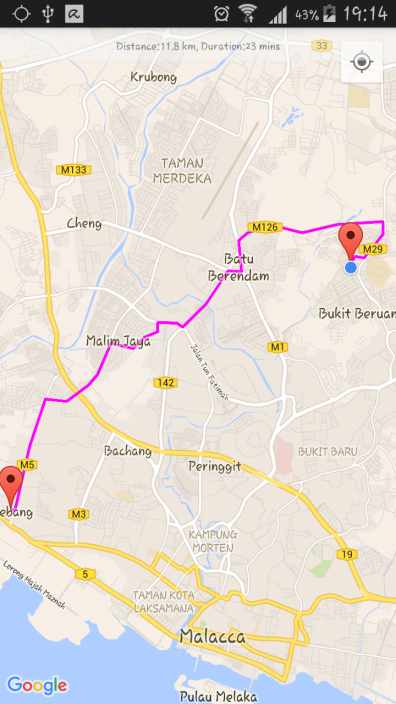 43% 19:14
Distance:11.8 km, Duration:23 mins
33
Krubong
M133
TAMAN
MERDEKA
Cheng
M126
M29
Batu
Berendam
Bukit Beruan
Malim Jaya
M1
Jalan Tun Fatimah
142
Bachang
BUKIT BARU
M5
Peringgit
ebang
M3
KAMPUNG
MORTEN
19
5
Lorong Hajah Maznah
TAMAN KOTA
LAKSAMANA
Malacca
Google
Pulau Melaka